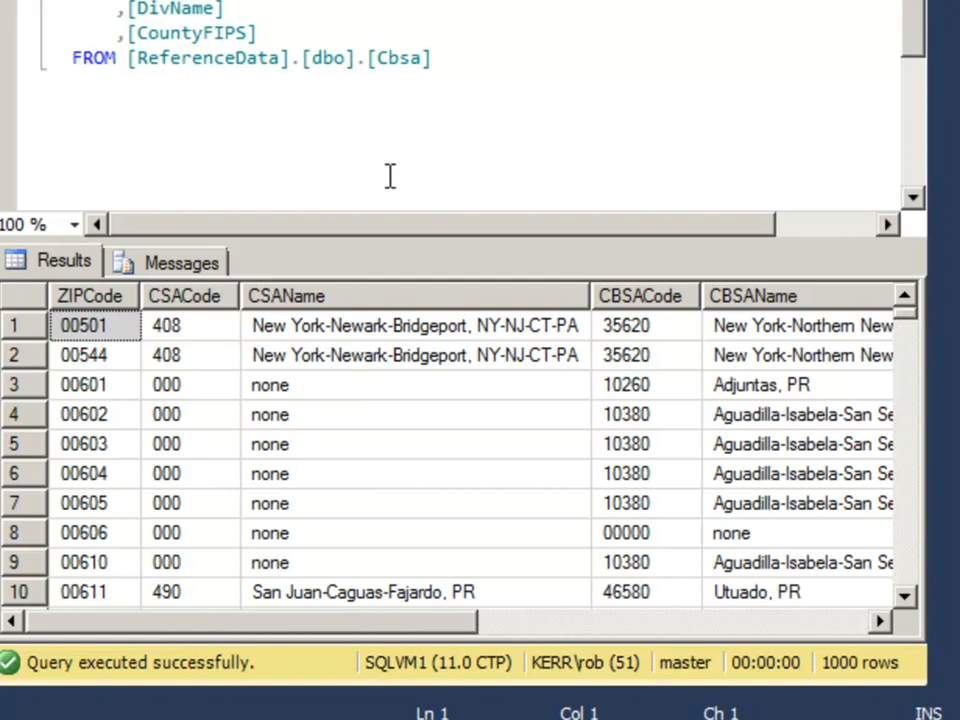 ,[DivName]
,[CountyFIPS]
FROM [ReferenceData].[dbo].[Cbsa]
100 %
Results Messages
ZIPCode CSACode CSAName CBSACode CBSAName
1 00501 408 New York-Newark-Bridgeport, NY-NJ-CT-PA 35620 New York-Northern New
2 00544 408 New York-Newark-Bridgeport, NY-NJ-CT-PA 35620 New York-Northern New
3 00601 000 none 10260 Adjuntas, PR
4 00602 000 none 10380 Aguadilla-Isabela-San Se
5 00603 000 none 10380 Aguadilla-Isabela-San Se
6 00604 000 none 10380 Aguadilla-Isabela-San Se
7 00605 000 none 10380 Aguadilla-Isabela-San Se
8 00606 000 none 00000 none
9 00610 000 none 10380 Aguadilla-Isabela-San Se
10 00611 490 San Juan-Caguas-Fajardo, PR 46580 Utuado, PR
Query executed successfully. SQLVM1 (11.0 CTP) KERR\rob (51) master 00:00:00 1000 rows
Ln 1 Col 1 Ch 1 INS